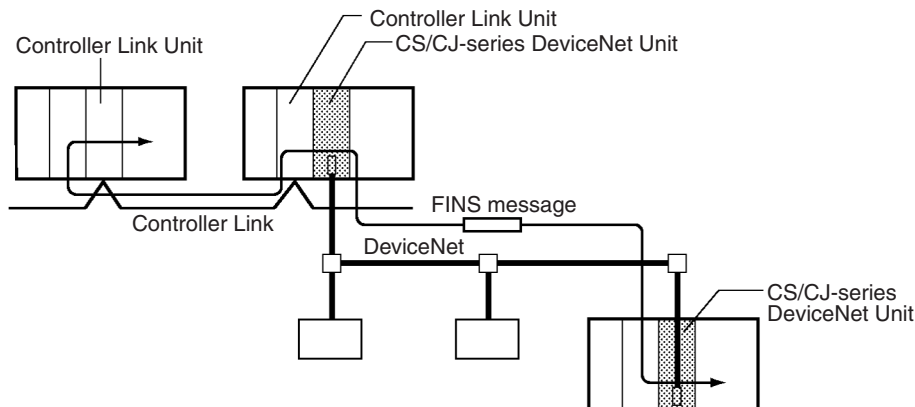 Controller Link Unit
Controller Link Unit
CS/CJ-series DeviceNet Unit
Controller Link
FINS message
DeviceNet
CS/CJ-series
DeviceNet Unit